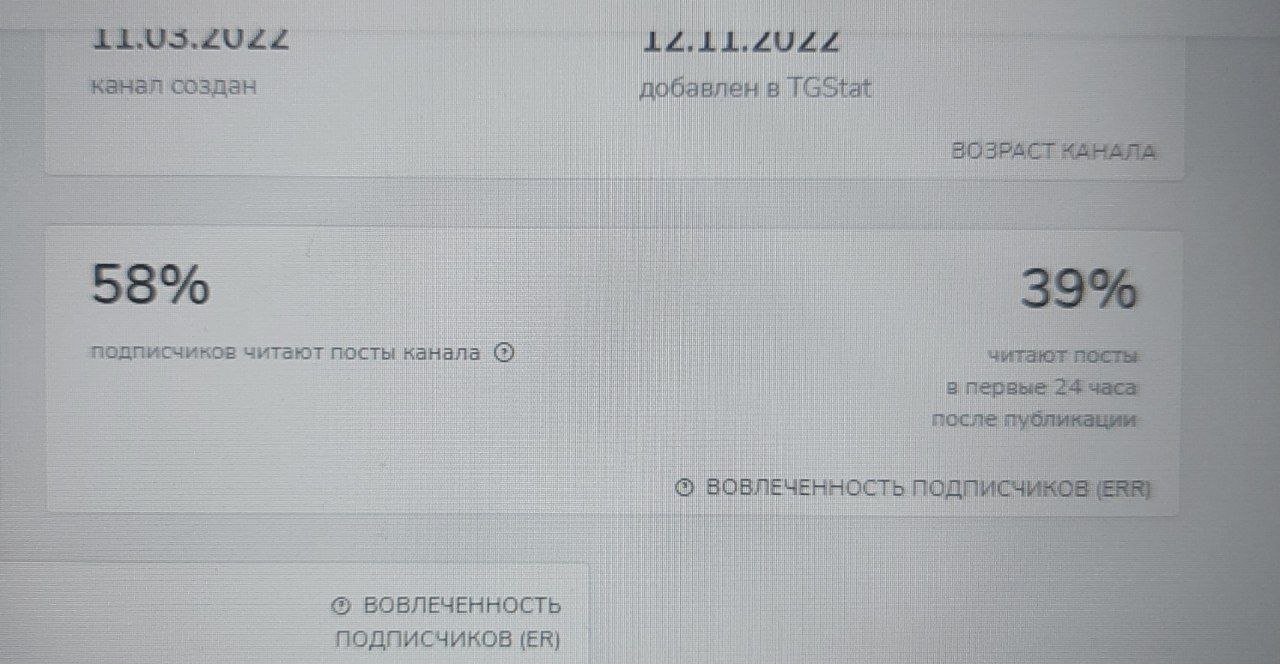 11.03.2022
канал создан
12.11.2022
добавлен в TGStat
ВОЗРАСТ КАНАЛА
58%
подписчиков читают посты канала ?
39%
читают посты
в первые 24 часа
после публикации
? ВОВЛЕЧЕННОСТЬ ПОДПИСЧИКОВ (ERR)
? ВОВЛЕЧЕННОСТЬ
ПОДПИСЧИКОВ (ER)